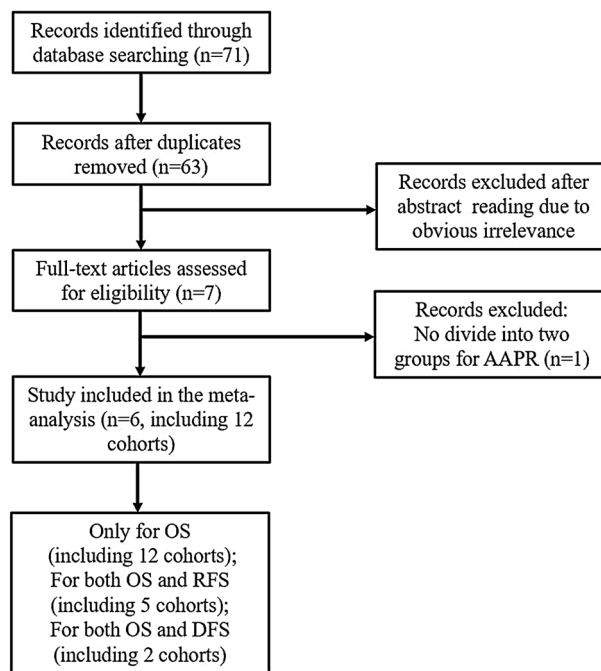 Records identified through
database searching (n=71)
Records after duplicates
removed (n=63)
Records excluded after
abstract reading due to
obvious irrelevance
Full-text articles assessed
for eligibility (n=7)
Records excluded:
No divide into two
groups for AAPR (n=1)
Study included in the meta-
analysis (n=6, including 12
cohorts)
Only for OS
(including 12 cohorts);
For both OS and RFS
(including 5 cohorts);
For both OS and DFS
(including 2 cohorts)